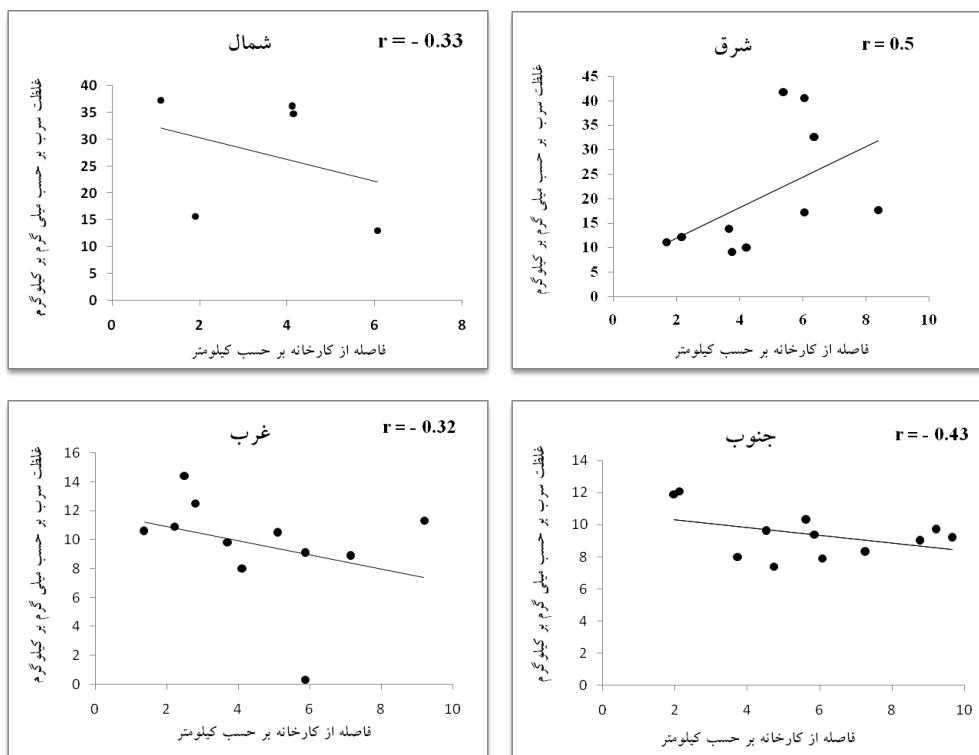 شمال
r = - 0.33
غلظت سرب بر حسب میلی گرم بر کیلوگرم
40
35
30
25
20
15
10
5
0
0 2 4 6 8
فاصله از کارخانه بر حسب کیلومتر
شرق
r = 0.5
غلظت سرب بر حسب میلی گرم بر کیلوگرم
45
40
35
30
25
20
15
10
5
0
0 2 4 6 8 10
فاصله از کارخانه بر حسب کیلومتر
غرب
r = - 0.32
غلظت سرب بر حسب میلی گرم بر کیلوگرم
16
14
12
10
8
6
4
2
0
0 2 4 6 8 10
فاصله از کارخانه بر حسب کیلومتر
جنوب
r = - 0.43
غلظت سرب بر حسب میلی گرم بر کیلوگرم
14
12
10
8
6
4
2
0
0 2 4 6 8 10
فاصله از کارخانه بر حسب کیلومتر